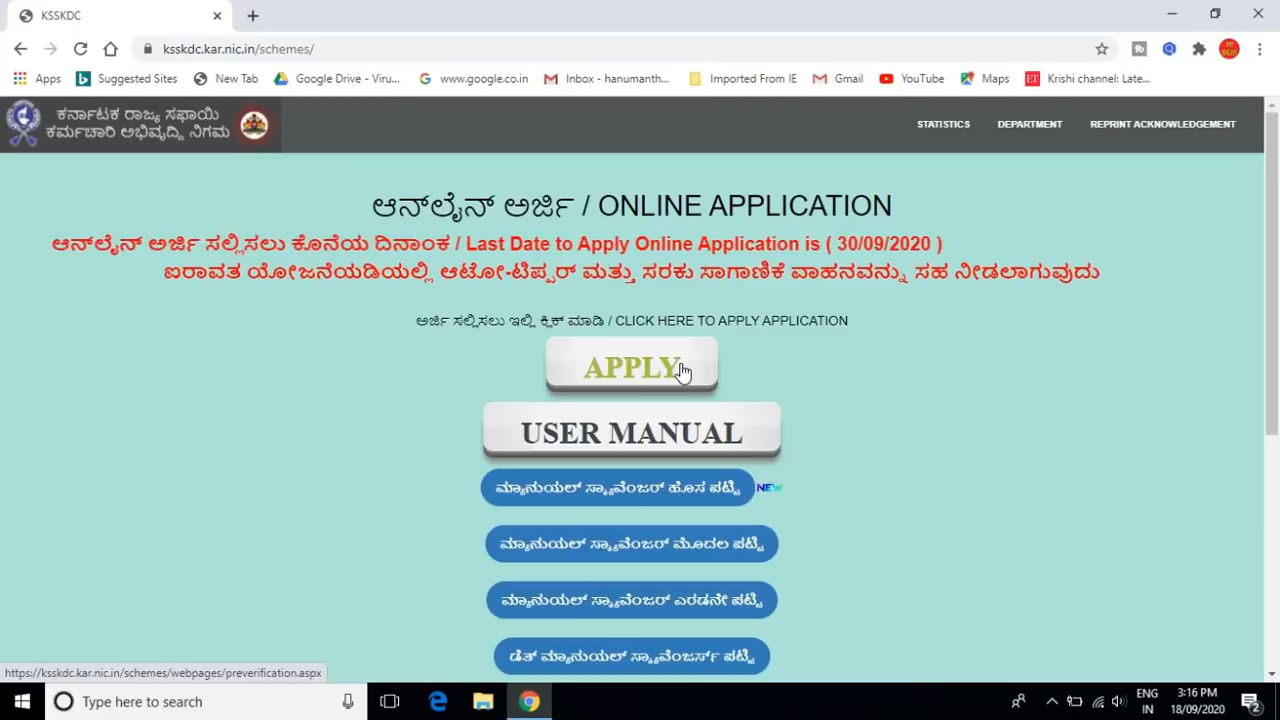 KSSKDC
ksskdc.kar.nic.in/schemes/
Apps Suggested Sites New Tab Google Drive - Viru... www.google.co.in Inbox - hanumanth... Imported From IE Gmail YouTube Maps Krishi channel: Late...
ಕರ್ನಾಟಕ ರಾಜ್ಯ ಸಫಾಯಿ
ಕರ್ಮಚಾರಿ ಅಭಿವೃದ್ಧಿ ನಿಗಮ
STATISTICS DEPARTMENT REPRINT ACKNOWLEDGEMENT
ಆನ್‌ಲೈನ್ ಅರ್ಜಿ / ONLINE APPLICATION
ಆನ್‌ಲೈನ್ ಅರ್ಜಿ ಸಲ್ಲಿಸಲು ಕೊನೆಯ ದಿನಾಂಕ / Last Date to Apply Online Application is ( 30/09/2020 )
ಐರಾವತ ಯೋಜನೆಯಡಿಯಲ್ಲಿ ಆಟೋ-ಟಿಪ್ಪರ್ ಮತ್ತು ಸರಕು ಸಾಗಾಣಿಕೆ ವಾಹನವನ್ನು ಸಹ ನೀಡಲಾಗುವುದು
ಅರ್ಜಿ ಸಲ್ಲಿಸಲು ಇಲ್ಲಿ ಕ್ಲಿಕ್ ಮಾಡಿ / CLICK HERE TO APPLY APPLICATION
APPLY
USER MANUAL
ಮ್ಯಾನುಯಲ್ ಸ್ಕ್ಯಾವೆಂಜರ್ ಹೊಸ ಪಟ್ಟಿ NEW
ಮ್ಯಾನುಯಲ್ ಸ್ಕ್ಯಾವೆಂಜರ್ ಮೊದಲ ಪಟ್ಟಿ
ಮ್ಯಾನುಯಲ್ ಸ್ಕ್ಯಾವೆಂಜರ್ ಎರಡನೇ ಪಟ್ಟಿ
ಡೆತ್ ಮ್ಯಾನುಯಲ್ ಸ್ಕ್ಯಾವೆಂಜರ್ಸ್ ಪಟ್ಟಿ
https://ksskdc.kar.nic.in/schemes/webpages/preverification.aspx
Type here to search
ENG 3:16 PM
IN 18/09/2020 2